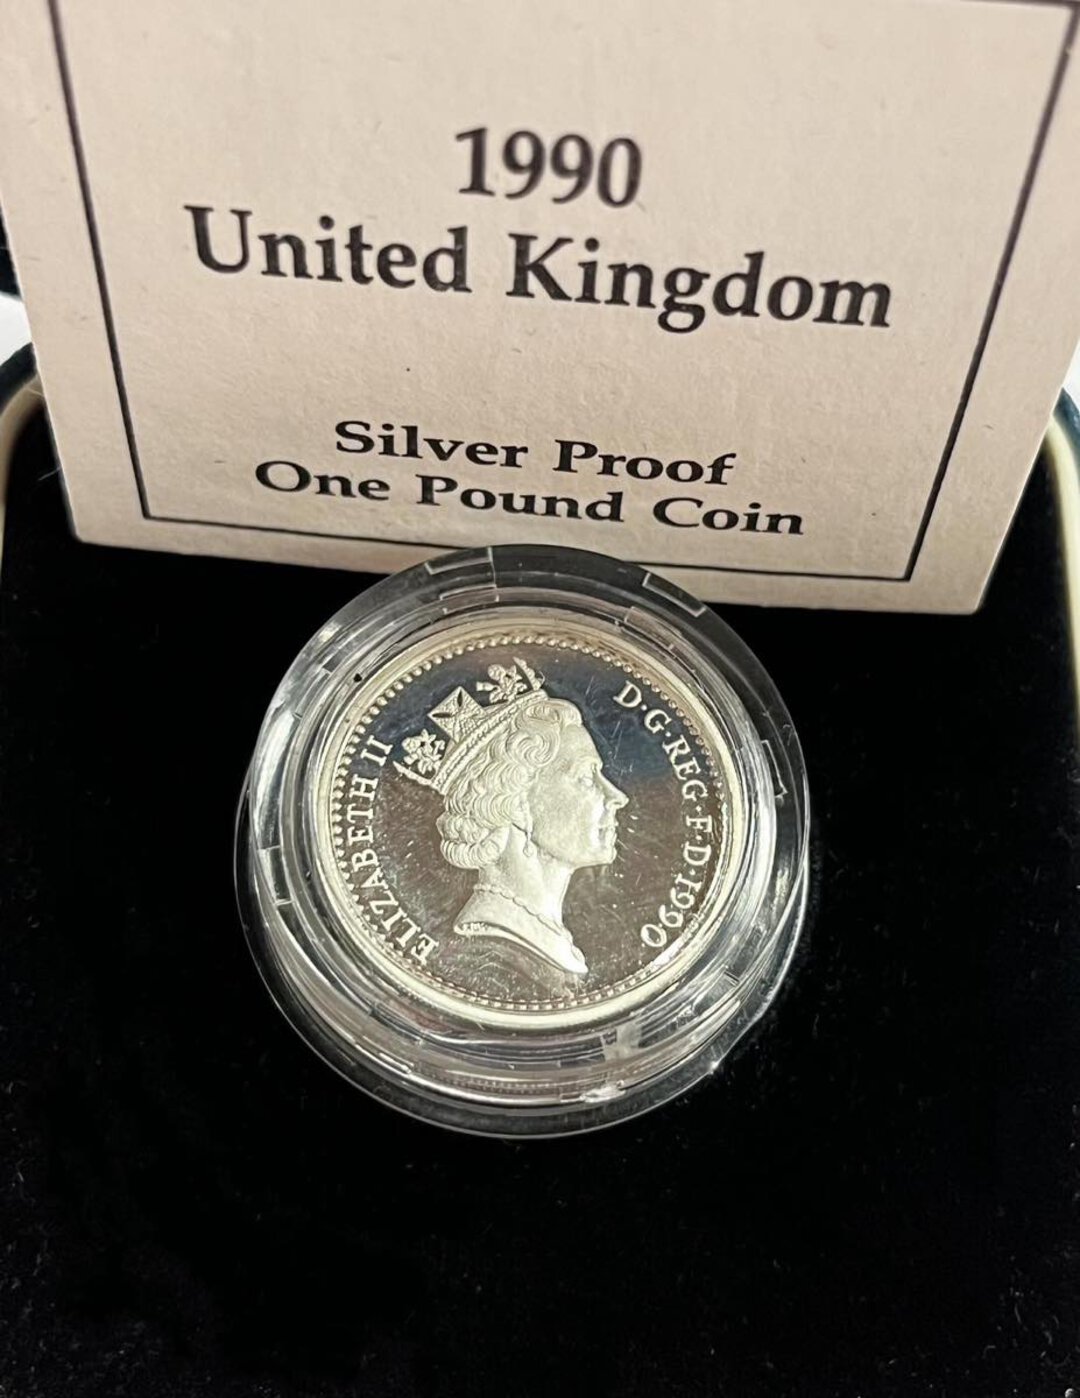 1990
United Kingdom
Silver Proof
One Pound Coin
ELIZABETH II
D·G·REG·F·D·1990